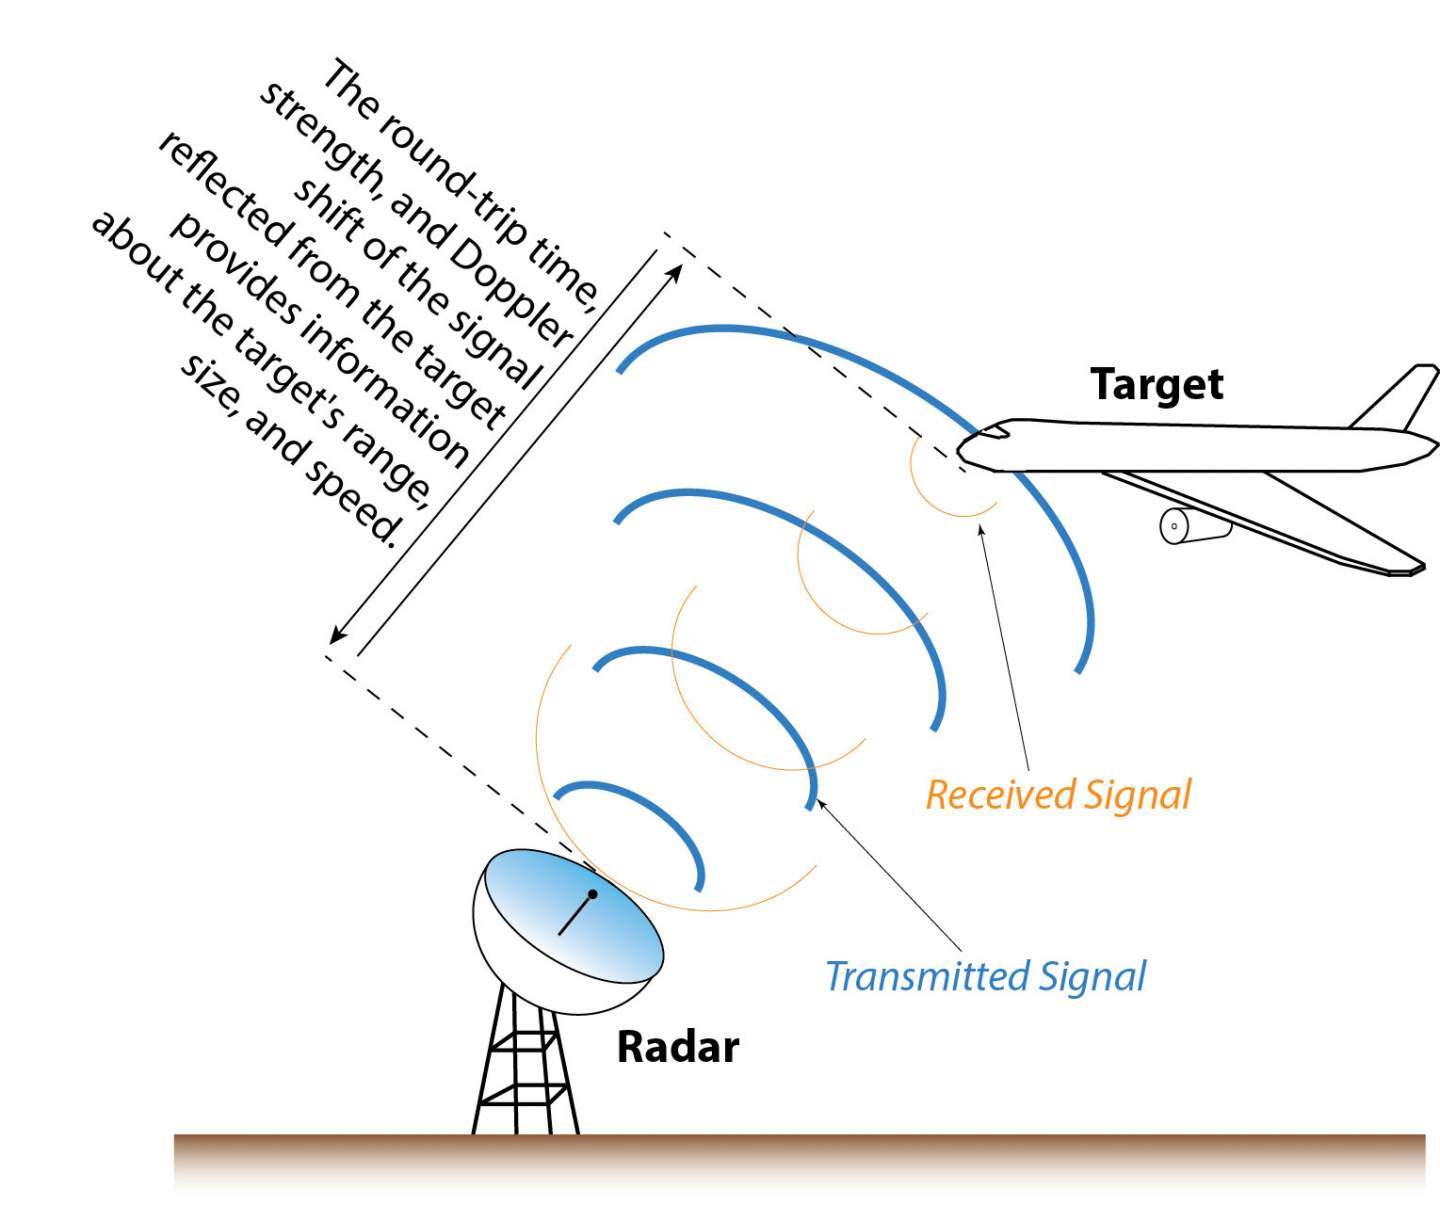 The round-trip time,
strength, and Doppler
shift of the signal
reflected from the target
provides information
about the target's range,
size, and speed.
Target
Received Signal
Transmitted Signal
Radar